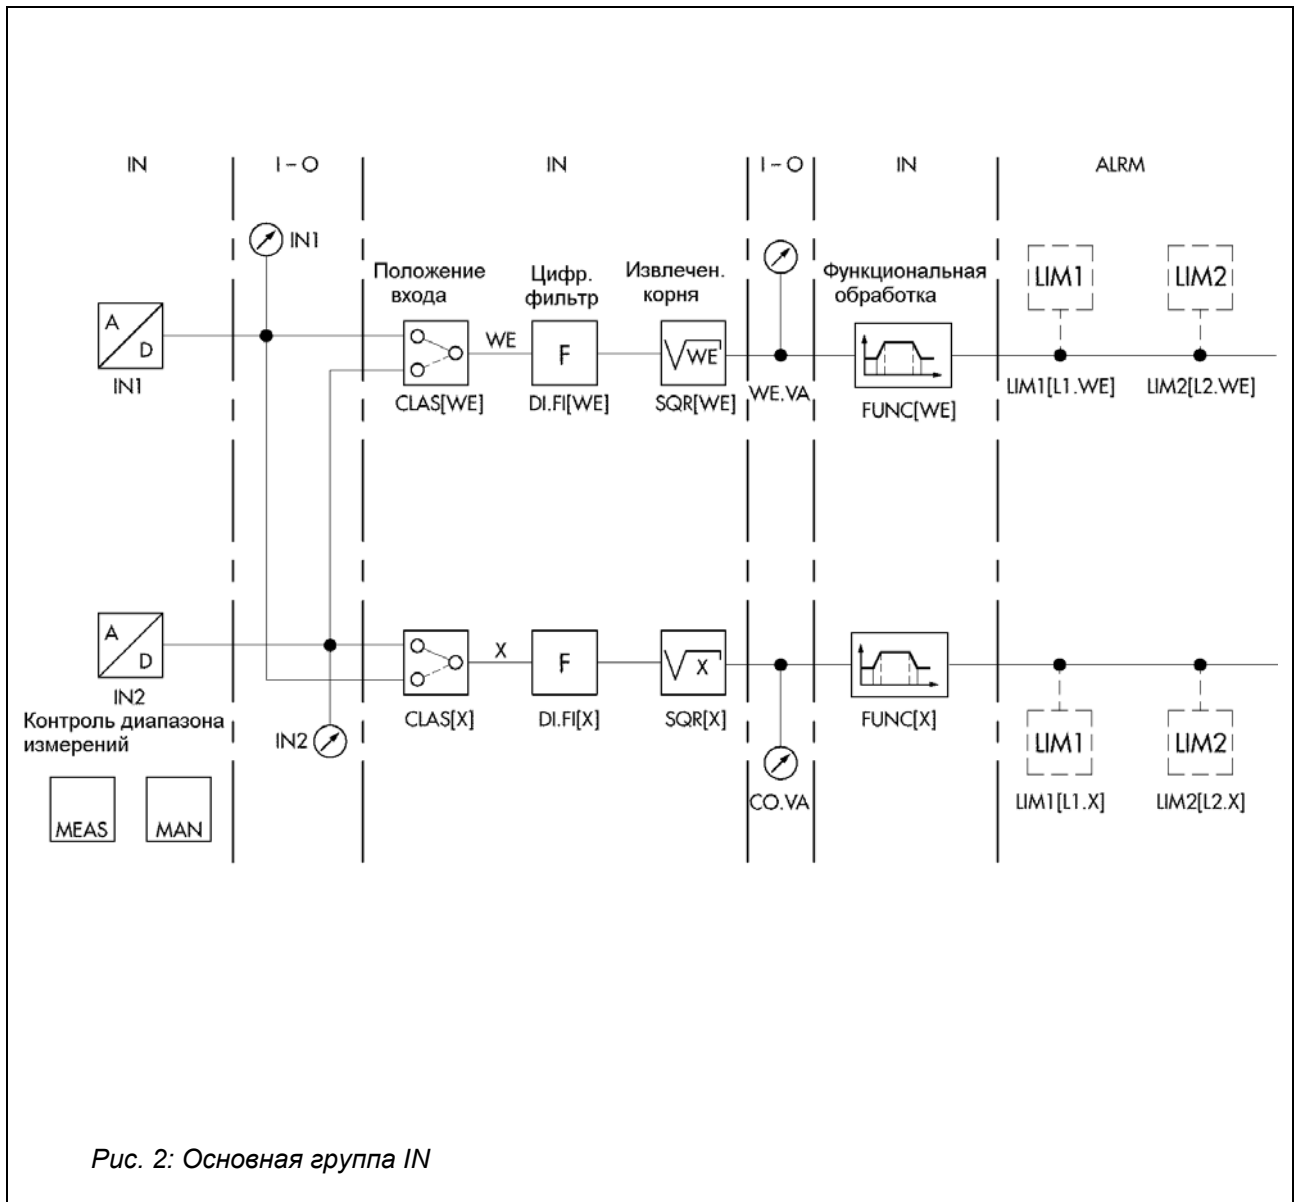 IN
I – O
IN
I – O
IN
ALRM
IN1
Положение
входа
Цифр.
фильтр
Извлечен.
корня
Функциональная
обработка
LIM1
LIM2
A
D
IN1
WE
F
√WE
CLAS[WE]
DI.FI[WE]
SQR[WE]
WE.VA
FUNC[WE]
LIM1[L1.WE]
LIM2[L2.WE]
A
D
IN2
X
F
√X
CLAS[X]
DI.FI[X]
SQR[X]
FUNC[X]
Контроль диапазона
измерений
IN2
LIM1
LIM2
MEAS
MAN
CO.VA
LIM1[L1.X]
LIM2[L2.X]
Рис. 2: Основная группа IN